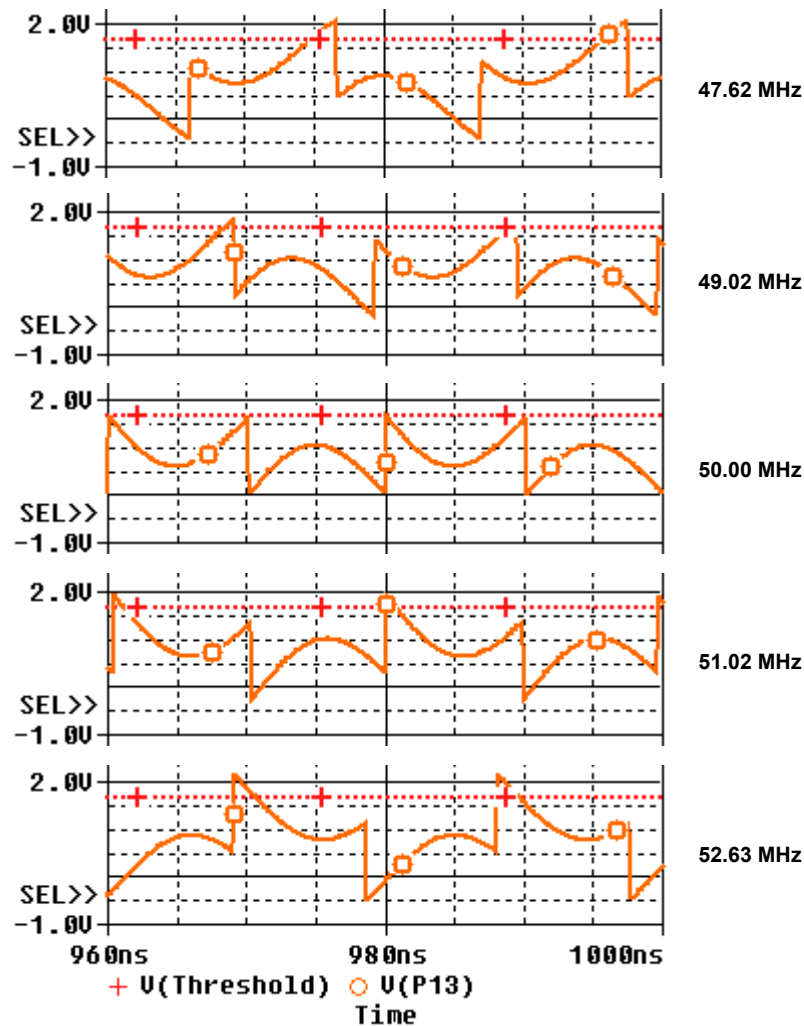 2.0V
47.62 MHz
SEL>>
-1.0V
2.0V
49.02 MHz
SEL>>
-1.0V
2.0V
50.00 MHz
SEL>>
-1.0V
2.0V
51.02 MHz
SEL>>
-1.0V
2.0V
52.63 MHz
SEL>>
-1.0V
960ns 980ns 1000ns
V(Threshold) V(P13)
Time